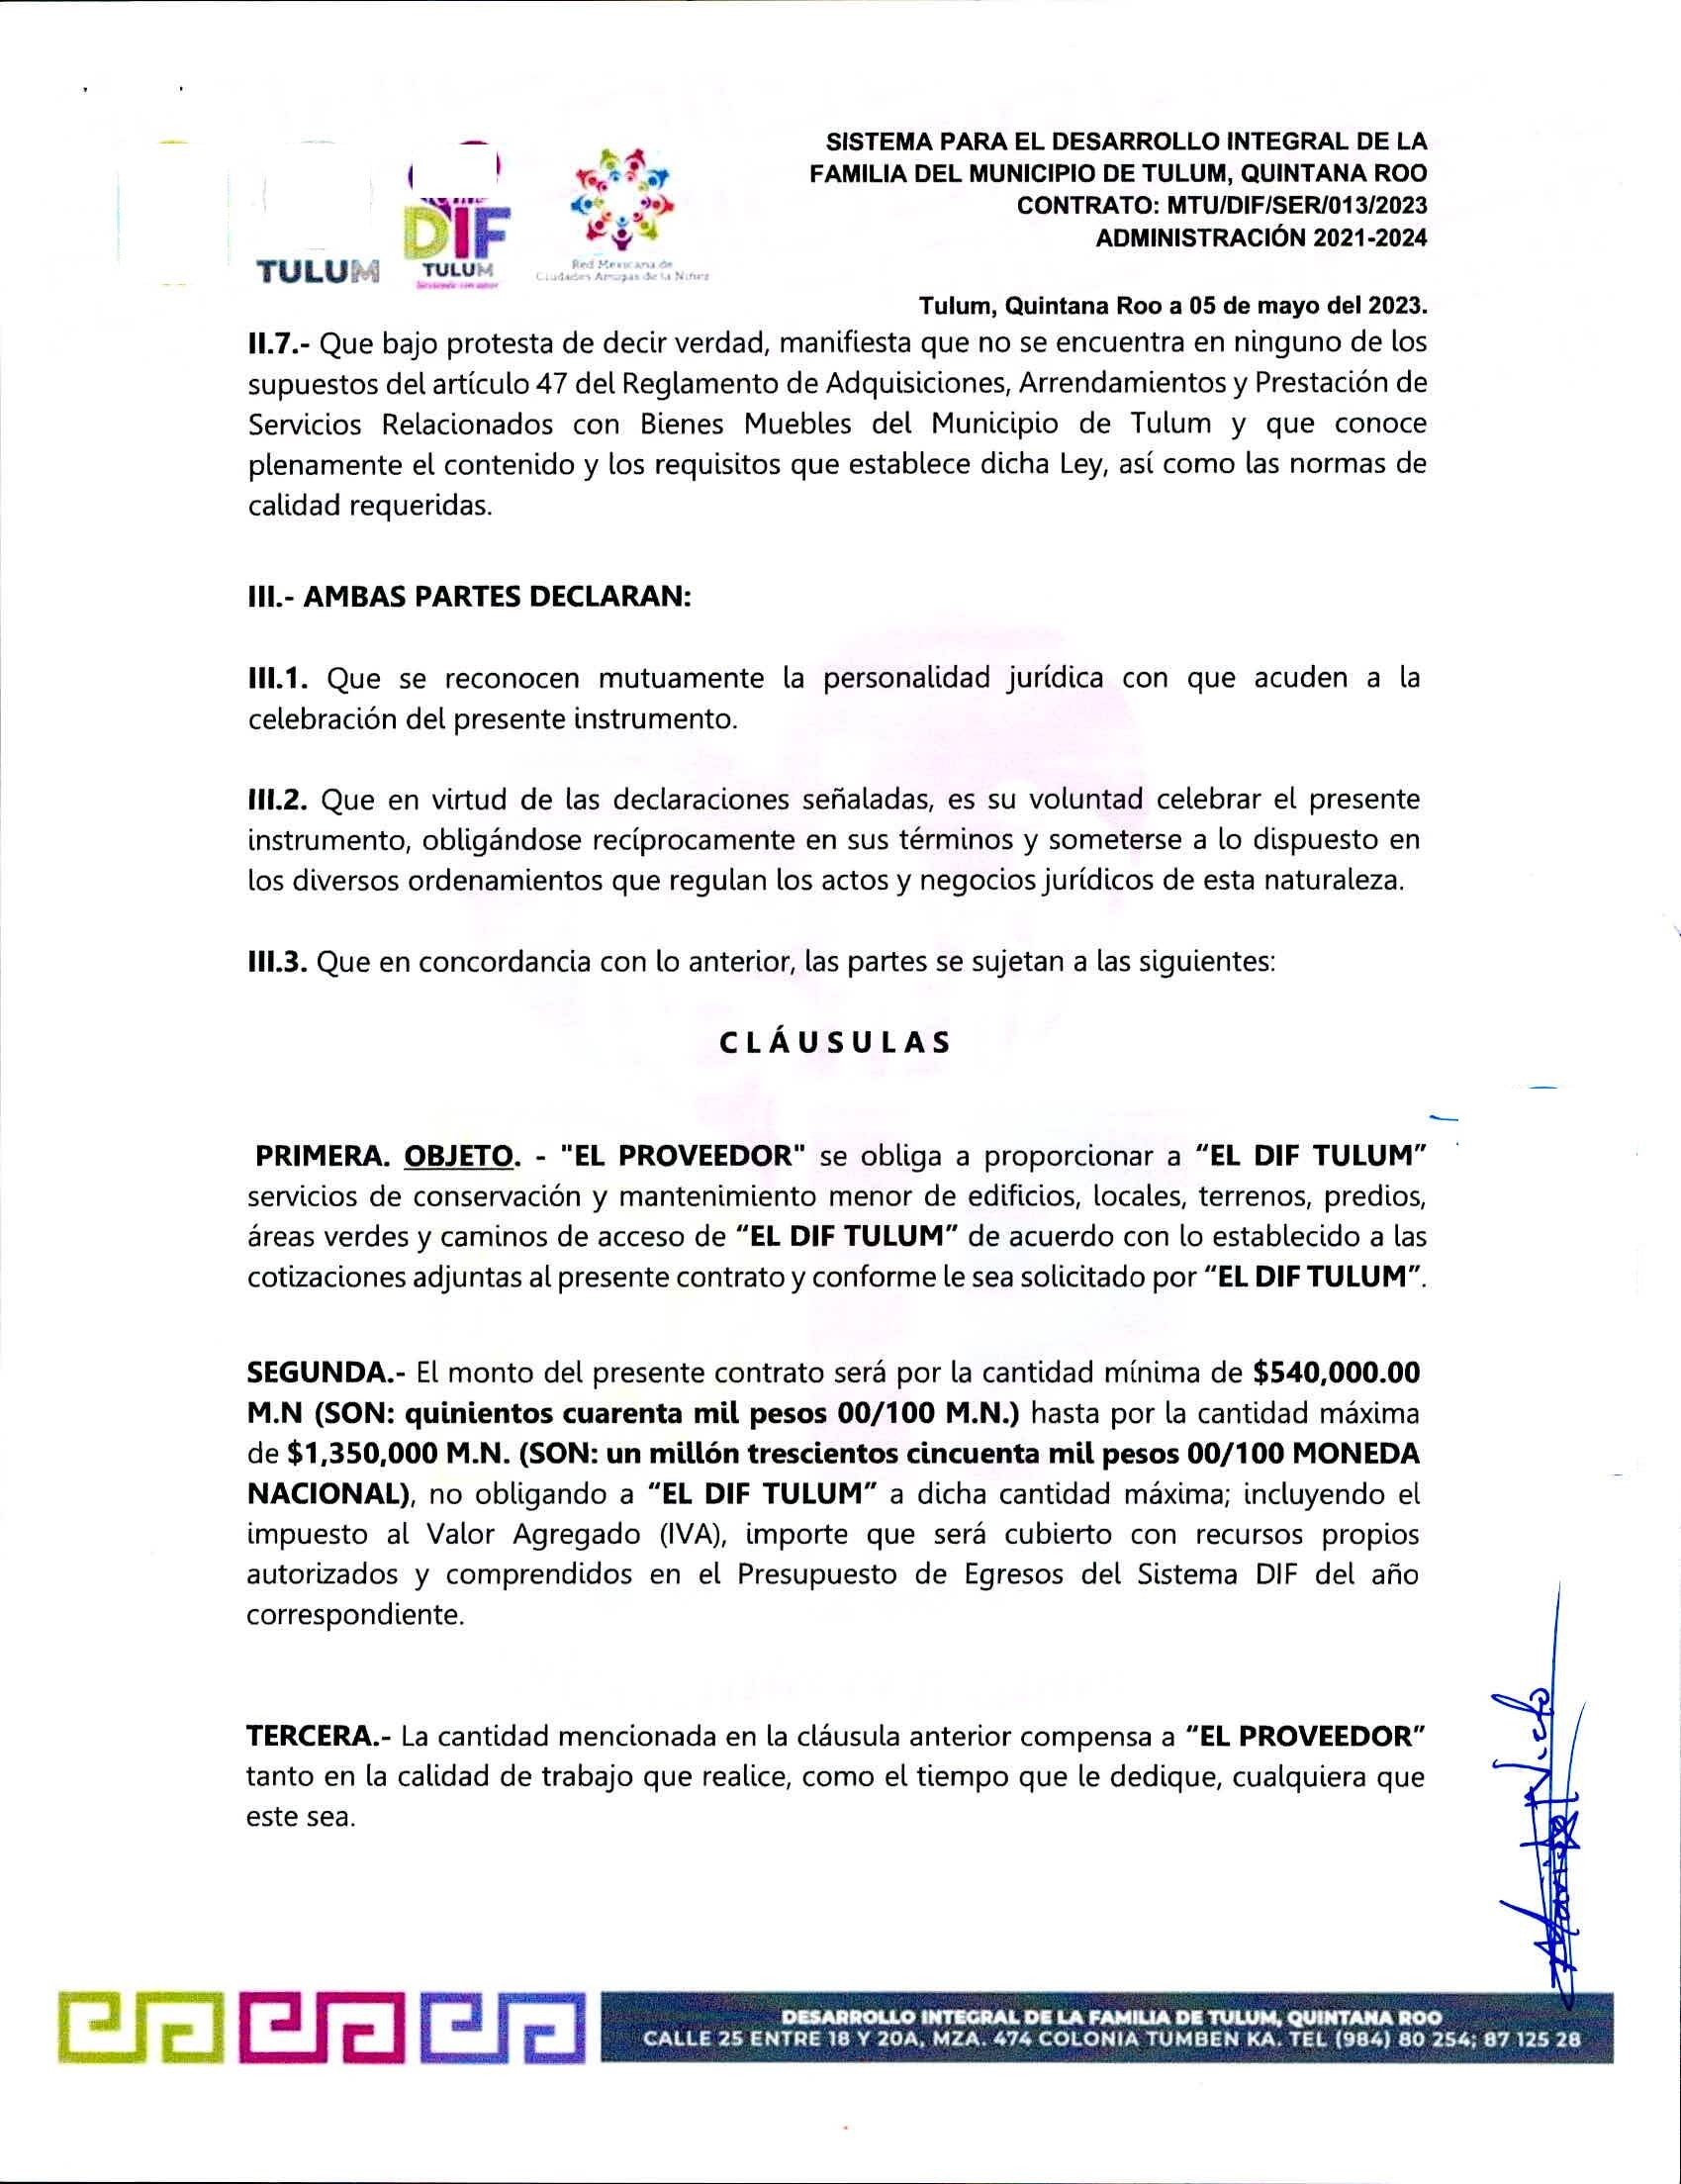 SISTEMA PARA EL DESARROLLO INTEGRAL DE LA
FAMILIA DEL MUNICIPIO DE TULUM, QUINTANA ROO
CONTRATO: MTU/DIF/SER/013/2023
ADMINISTRACIÓN 2021-2024
TULUM
DIF
TULUM
Red Mexicana de
Ciudades Amigas de la Niñez
Tulum, Quintana Roo a 05 de mayo del 2023.
II.7.- Que bajo protesta de decir verdad, manifiesta que no se encuentra en ninguno de los
supuestos del artículo 47 del Reglamento de Adquisiciones, Arrendamientos y Prestación de
Servicios Relacionados con Bienes Muebles del Municipio de Tulum y que conoce
plenamente el contenido y los requisitos que establece dicha Ley, así como las normas de
calidad requeridas.
III.- AMBAS PARTES DECLARAN:
III.1. Que se reconocen mutuamente la personalidad jurídica con que acuden a la
celebración del presente instrumento.
III.2. Que en virtud de las declaraciones señaladas, es su voluntad celebrar el presente
instrumento, obligándose recíprocamente en sus términos y someterse a lo dispuesto en
los diversos ordenamientos que regulan los actos y negocios jurídicos de esta naturaleza.
III.3. Que en concordancia con lo anterior, las partes se sujetan a las siguientes:
C L Á U S U L A S
PRIMERA. OBJETO. - "EL PROVEEDOR" se obliga a proporcionar a “EL DIF TULUM”
servicios de conservación y mantenimiento menor de edificios, locales, terrenos, predios,
áreas verdes y caminos de acceso de “EL DIF TULUM” de acuerdo con lo establecido a las
cotizaciones adjuntas al presente contrato y conforme le sea solicitado por “EL DIF TULUM”.
SEGUNDA.- El monto del presente contrato será por la cantidad mínima de $540,000.00
M.N (SON: quinientos cuarenta mil pesos 00/100 M.N.) hasta por la cantidad máxima
de $1,350,000 M.N. (SON: un millón trescientos cincuenta mil pesos 00/100 MONEDA
NACIONAL), no obligando a “EL DIF TULUM” a dicha cantidad máxima; incluyendo el
impuesto al Valor Agregado (IVA), importe que será cubierto con recursos propios
autorizados y comprendidos en el Presupuesto de Egresos del Sistema DIF del año
correspondiente.
TERCERA.- La cantidad mencionada en la cláusula anterior compensa a “EL PROVEEDOR”
tanto en la calidad de trabajo que realice, como el tiempo que le dedique, cualquiera que
este sea.
DESARROLLO INTEGRAL DE LA FAMILIA DE TULUM, QUINTANA ROO
CALLE 25 ENTRE 18 Y 20A, MZA. 474 COLONIA TUMBEN KA. TEL (984) 80 254; 87 125 28